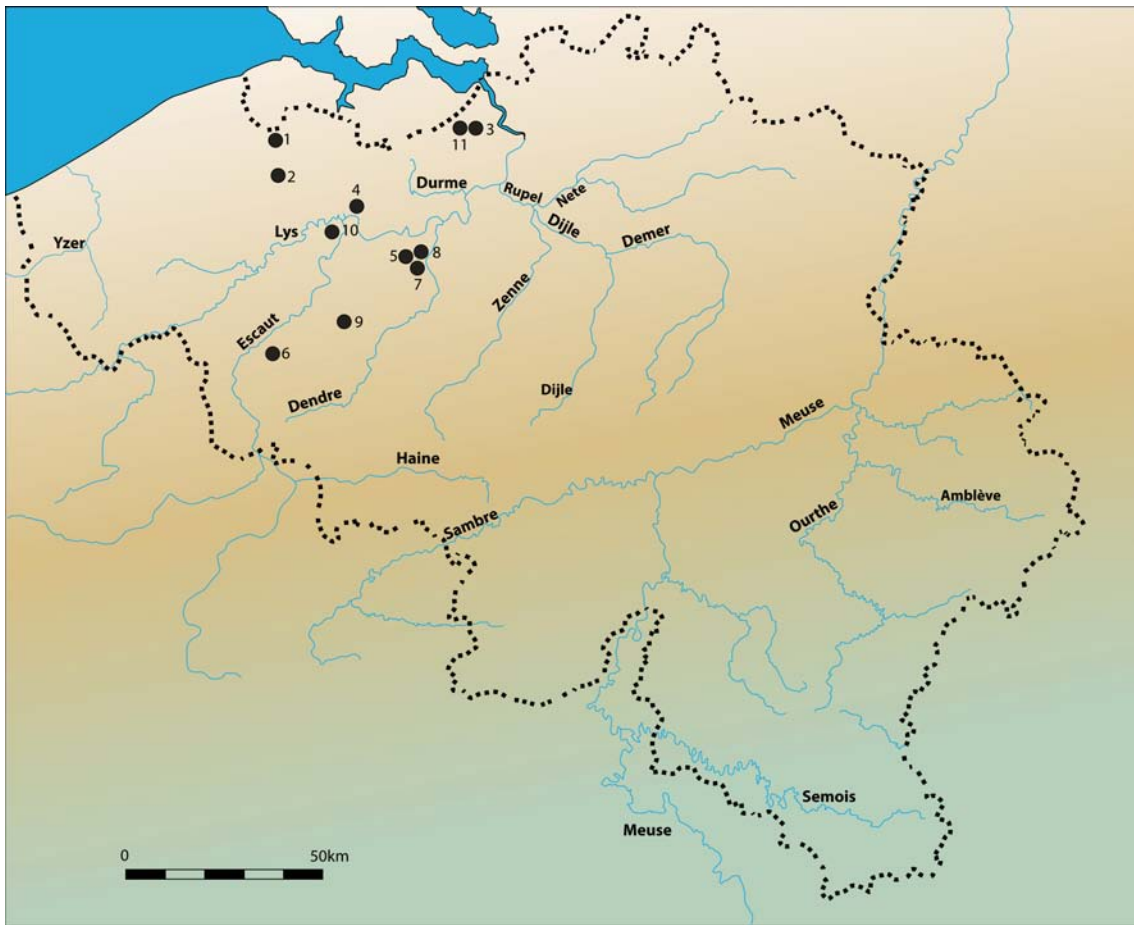 1
11
3
2
Durme
4
Rupel
Nete
Lys
10
Dijle
Yzer
Demer
5
8
7
Zenne
9
Escaut
6
Dendre
Dijle
Meuse
Haine
Amblève
Sambre
Ourthe
Semois
Meuse
0
50km